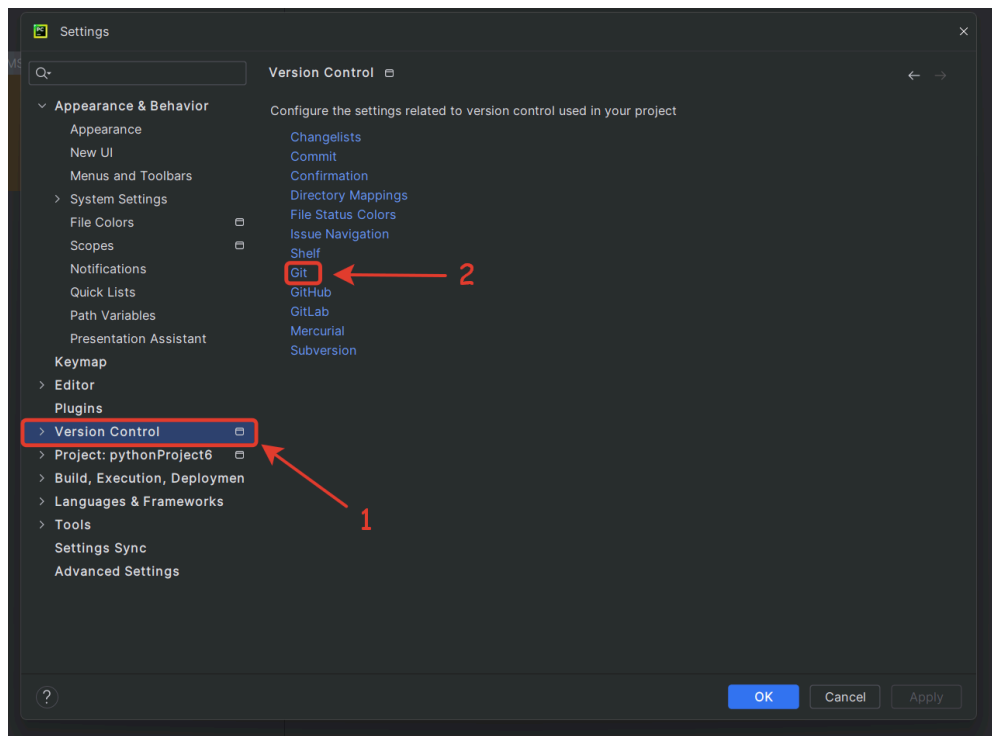 PC
Settings
MS
Version Control
Appearance & Behavior
Configure the settings related to version control used in your project
Appearance
New UI
Menus and Toolbars
System Settings
File Colors
Scopes
Notifications
Quick Lists
Path Variables
Presentation Assistant
Keymap
Editor
Plugins
Version Control
Project: pythonProject6
Build, Execution, Deploymen
Languages & Frameworks
Tools
Settings Sync
Advanced Settings
Changelists
Commit
Confirmation
Directory Mappings
File Status Colors
Issue Navigation
Shelf
Git
2
GitHub
GitLab
Mercurial
Subversion
1
?
OK
Cancel
Apply